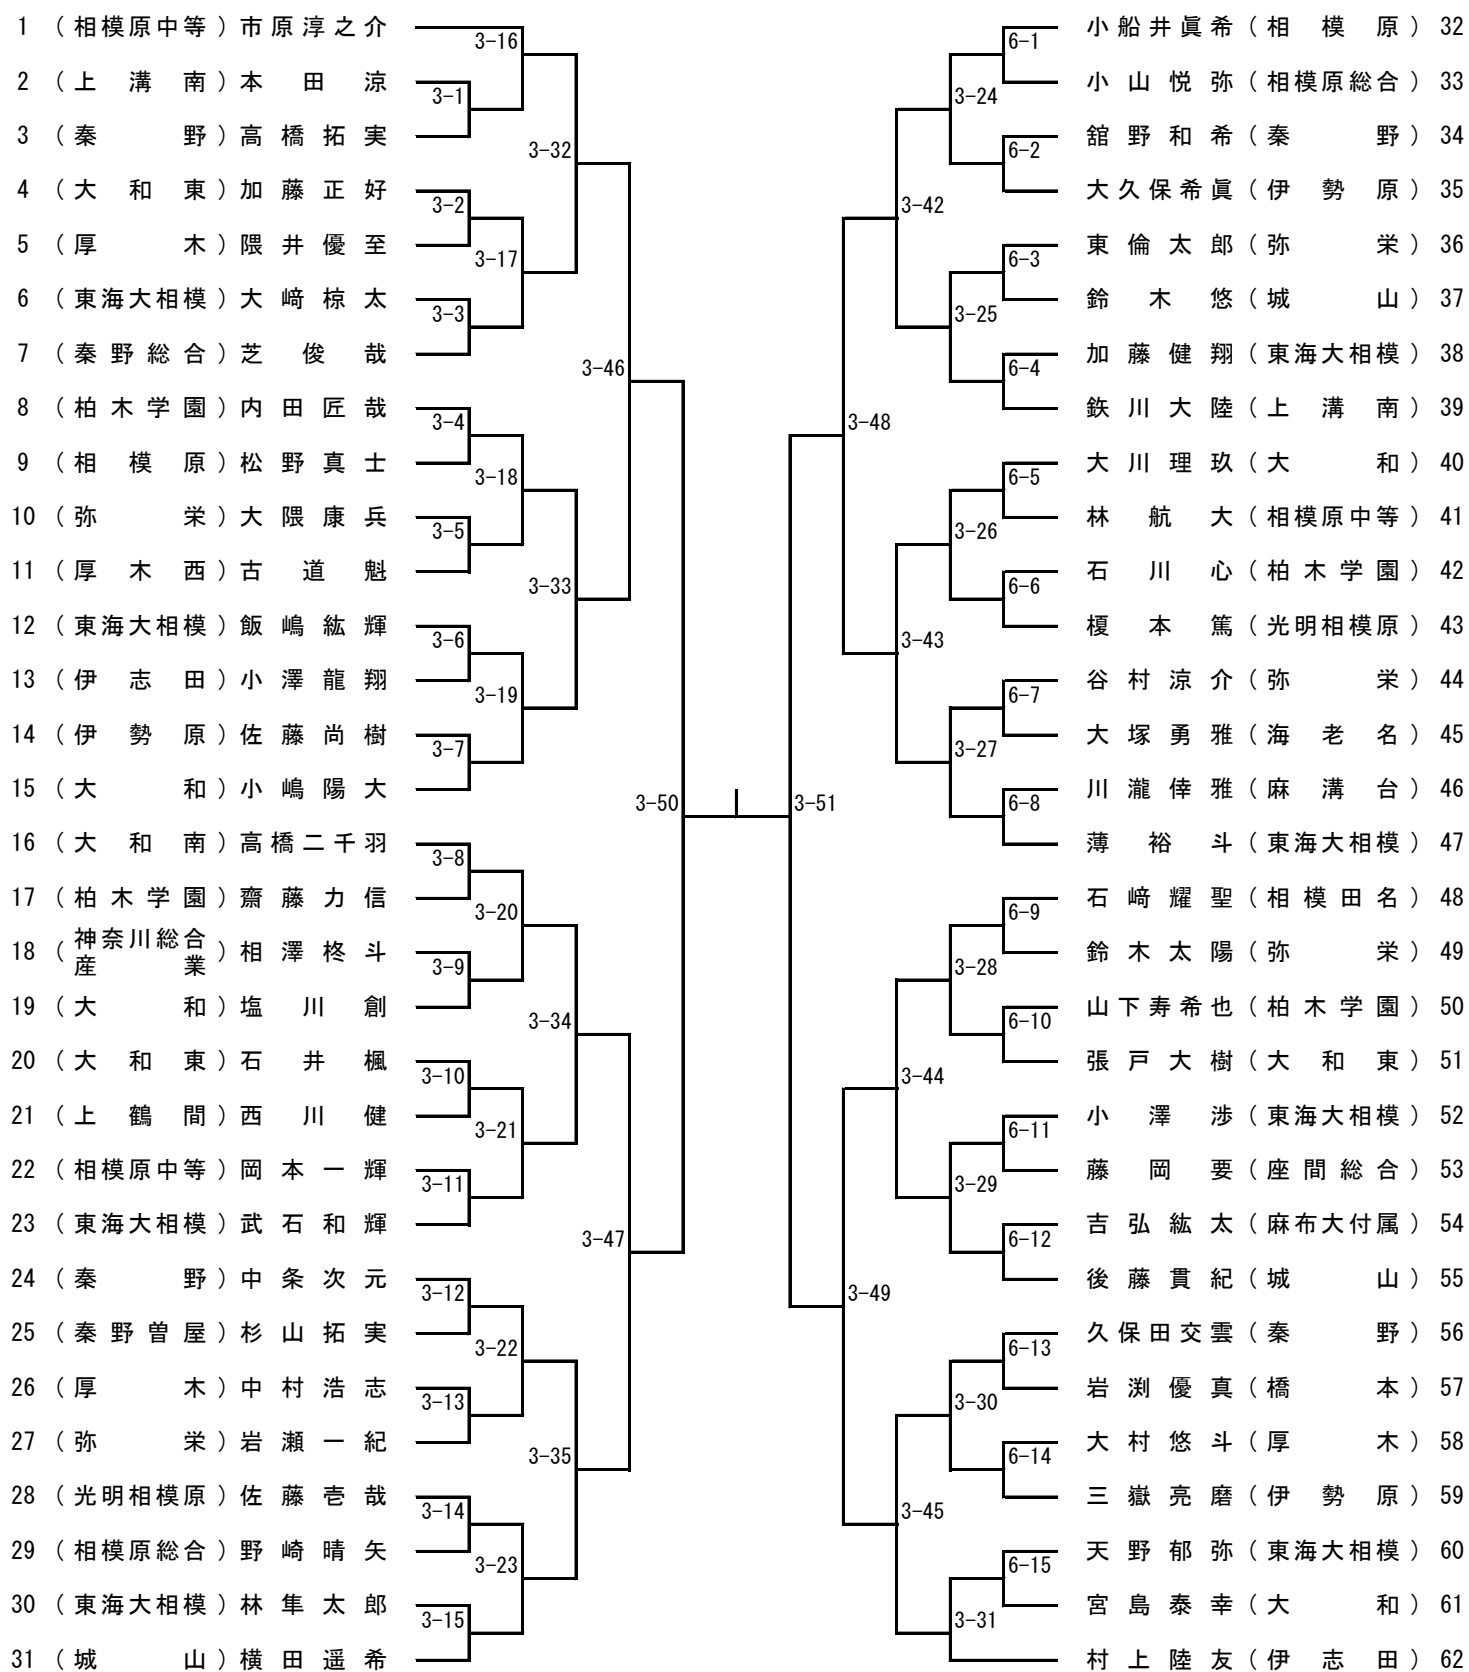 1 （相模原中等）市原淳之介
2 （上溝南）本田涼
3 （秦野）高橋拓実
4 （大和東）加藤正好
5 （厚木）隈井優至
6 （東海大相模）大﨑椋太
7 （秦野総合）芝俊哉
8 （柏木学園）内田匠哉
9 （相模原）松野真士
10 （弥栄）大隈康兵
11 （厚木西）古道魁
12 （東海大相模）飯嶋紘輝
13 （伊志田）小澤龍翔
14 （伊勢原）佐藤尚樹
15 （大和）小嶋陽大
16 （大和南）高橋二千羽
17 （柏木学園）齋藤力信
18 （神奈川総合産業）相澤柊斗
19 （大和）塩川創
20 （大和東）石井楓
21 （上鶴間）西川健
22 （相模原中等）岡本一輝
23 （東海大相模）武石和輝
24 （秦野）中条次元
25 （秦野曽屋）杉山拓実
26 （厚木）中村浩志
27 （弥栄）岩瀬一紀
28 （光明相模原）佐藤壱哉
29 （相模原総合）野崎晴矢
30 （東海大相模）林隼太郎
31 （城山）横田遥希
3-16
3-1
3-2
3-17
3-3
3-32
3-4
3-18
3-5
3-6
3-19
3-7
3-33
3-46
3-8
3-20
3-9
3-34
3-10
3-21
3-11
3-12
3-22
3-13
3-35
3-14
3-23
3-15
3-47
3-50
3-51
3-48
3-49
3-42
3-43
3-44
3-45
3-24
3-25
3-26
3-27
3-28
3-29
3-30
3-31
6-1
6-2
6-3
6-4
6-5
6-6
6-7
6-8
6-9
6-10
6-11
6-12
6-13
6-14
6-15
小船井眞希（相模原）32
小山悦弥（相模原総合）33
舘野和希（秦野）34
大久保希眞（伊勢原）35
東倫太郎（弥栄）36
鈴木悠（城山）37
加藤健翔（東海大相模）38
鉃川大陸（上溝南）39
大川理玖（大和）40
林航大（相模原中等）41
石川心（柏木学園）42
榎本篤（光明相模原）43
谷村涼介（弥栄）44
大塚勇雅（海老名）45
川瀧倖雅（麻溝台）46
薄裕斗（東海大相模）47
石﨑耀聖（相模田名）48
鈴木太陽（弥栄）49
山下寿希也（柏木学園）50
張戸大樹（大和東）51
小澤渉（東海大相模）52
藤岡要（座間総合）53
吉弘紘太（麻布大付属）54
後藤貫紀（城山）55
久保田交雲（秦野）56
岩渕優真（橋本）57
大村悠斗（厚木）58
三嶽亮磨（伊勢原）59
天野郁弥（東海大相模）60
宮島泰幸（大和）61
村上陸友（伊志田）62